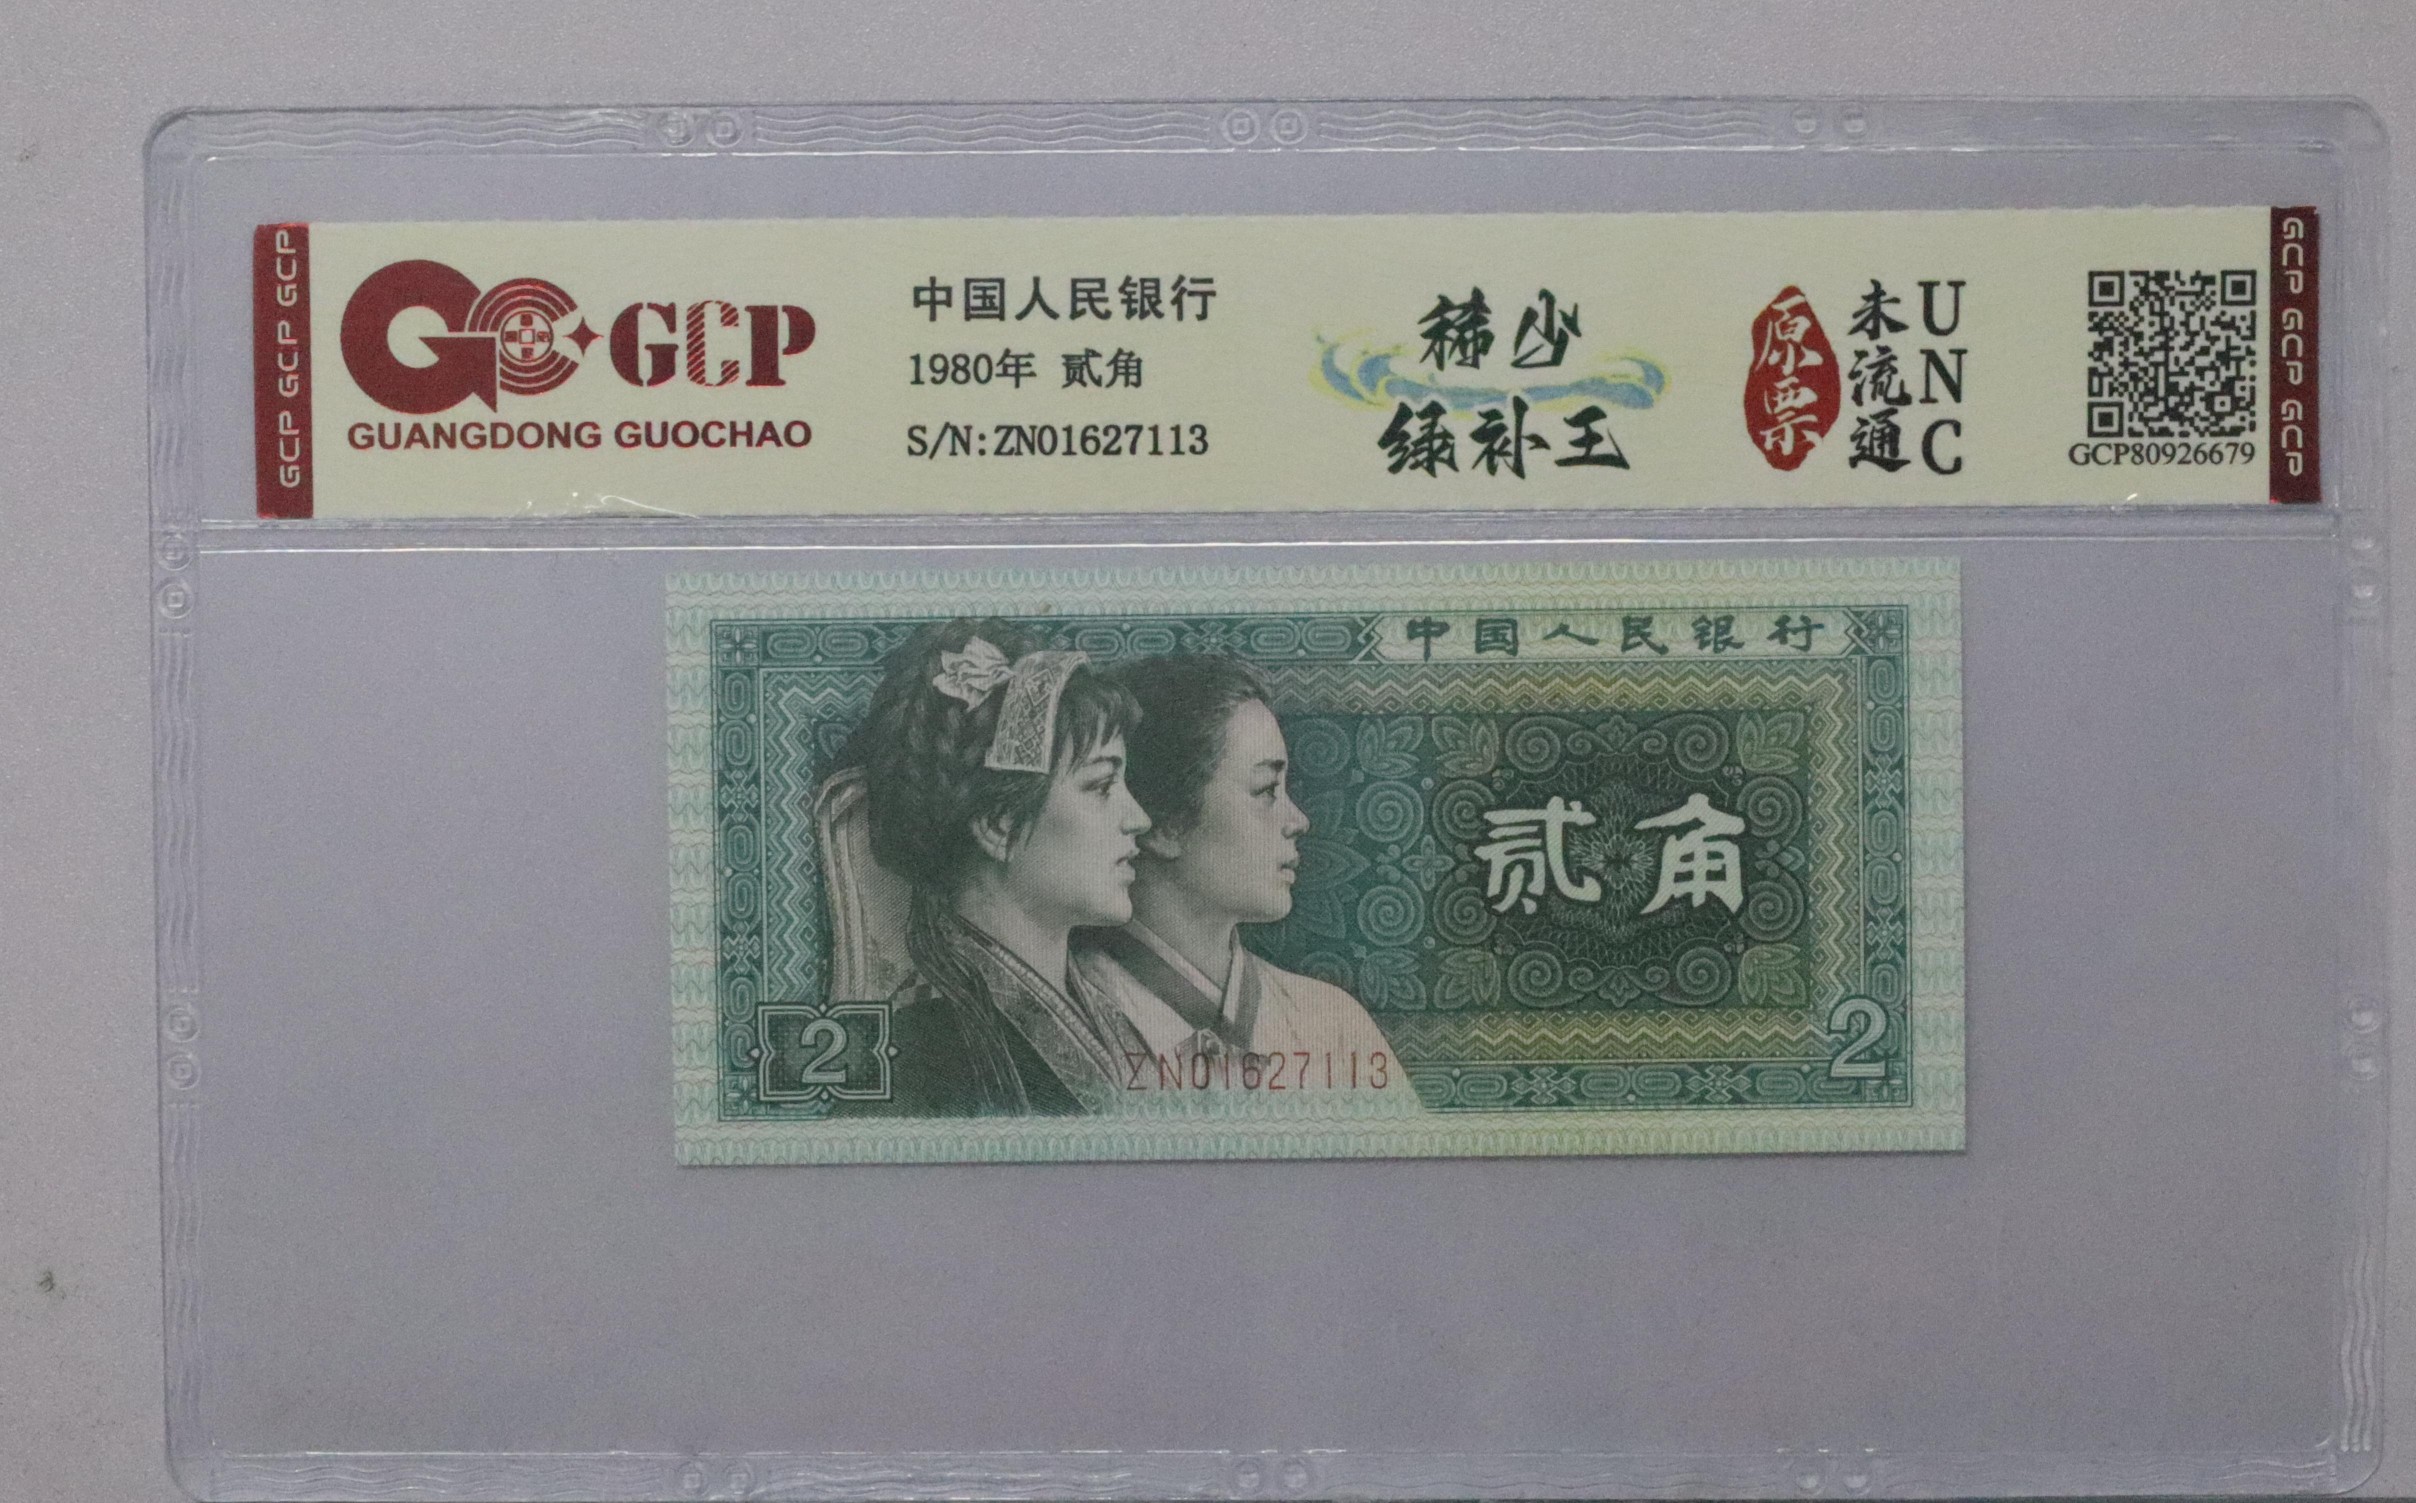 GCP GCP GCP
GCP
GUANGDONG GUOCHAO
中国人民银行
1980年 贰角
S/N:ZN01627113
稀少
绿补王
原票
未流通
UNC
GCP80926679
GCP GCP GCP
中国人民银行
贰角
2
ZN01627113
2